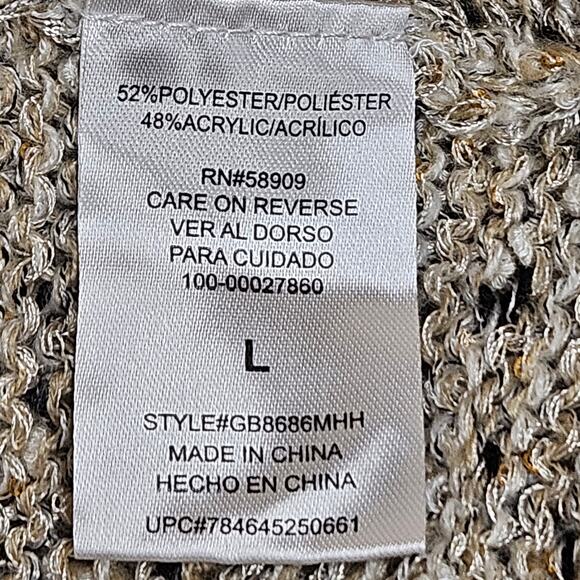 52%POLYESTER/POLIÉSTER
48%ACRYLIC/ACRÍLICO
RN#58909
CARE ON REVERSE
VER AL DORSO
PARA CUIDADO
100-00027860
L
STYLE#GB8686MHH
MADE IN CHINA
HECHO EN CHINA
UPC#784645250661